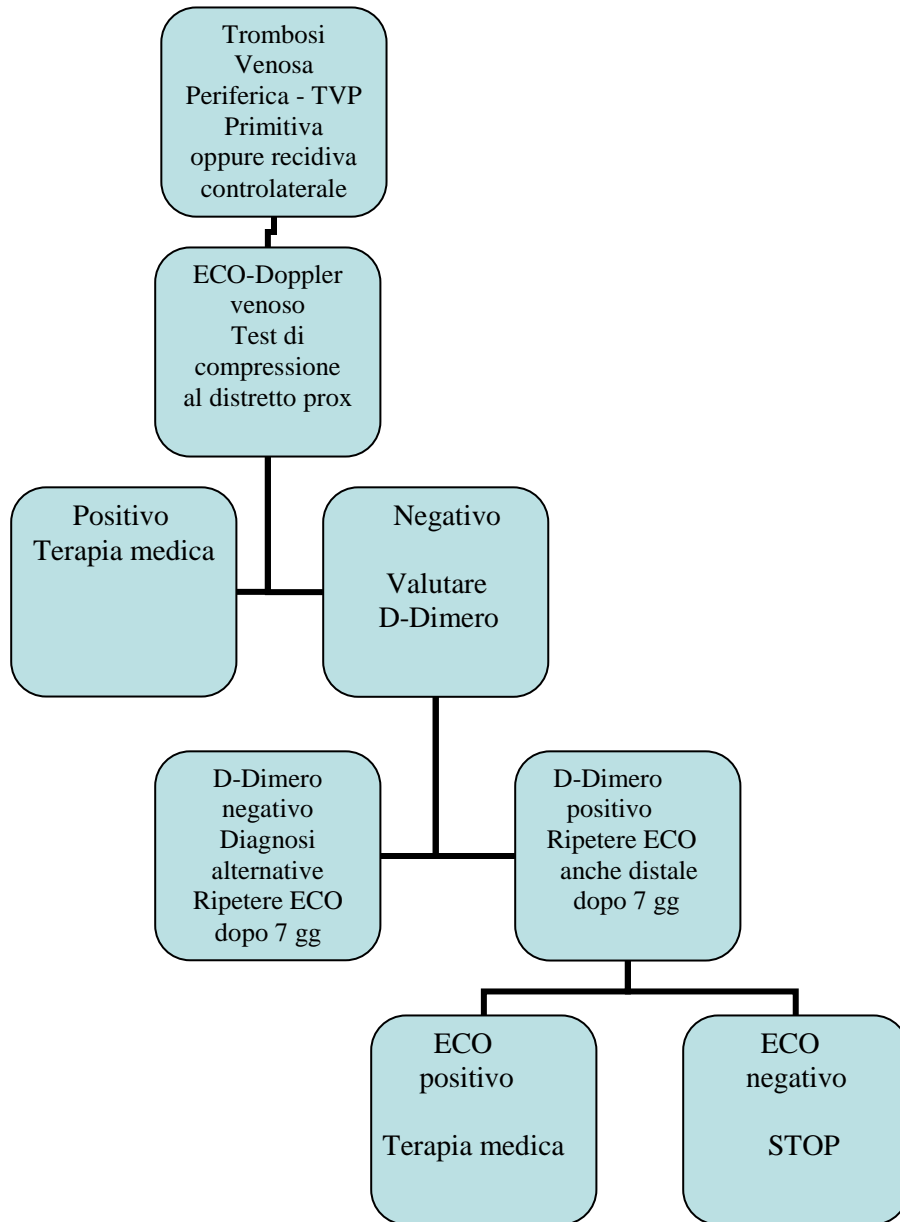 Trombosi
Venosa
Periferica - TVP
Primitiva
oppure recidiva
controlaterale
ECO-Doppler
venoso
Test di
compressione
al distretto prox
Positivo
Terapia medica
Negativo
Valutare
D-Dimero
D-Dimero
negativo
Diagnosi
alternative
Ripetere ECO
dopo 7 gg
D-Dimero
positivo
Ripetere ECO
anche distale
dopo 7 gg
ECO
positivo
Terapia medica
ECO
negativo
STOP